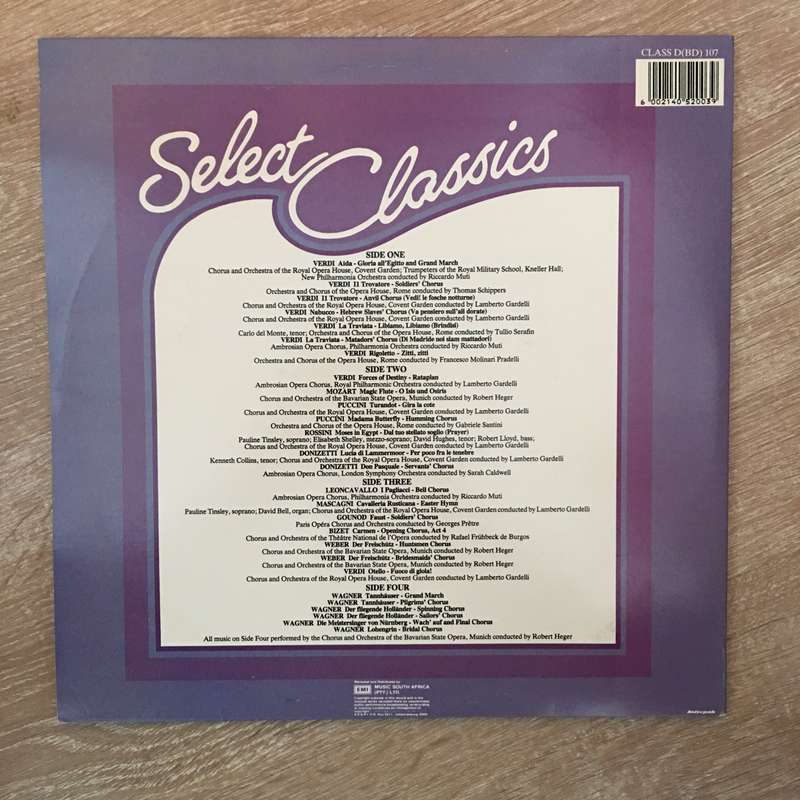 CLASS D(BD) 107
6 002140 520039
Select Classics
SIDE ONE
VERDI Aida - Gloria all'Egitto and Grand March
Chorus and Orchestra of the Royal Opera House, Covent Garden; Trumpeters of the Royal Military School, Kneller Hall;
New Philharmonia Orchestra conducted by Riccardo Muti
VERDI I1 Trovatore - Soldiers' Chorus
Orchestra and Chorus of the Opera House, Rome conducted by Thomas Schippers
VERDI I1 Trovatore - Anvil Chorus (Vedi! le fosche notturne)
Chorus and Orchestra of the Royal Opera House, Covent Garden conducted by Lamberto Gardelli
VERDI Nabucco - Hebrew Slaves' Chorus (Va pensiero sull'ali dorate)
Chorus and Orchestra of the Royal Opera House, Covent Garden conducted by Lamberto Gardelli
VERDI La Traviata - Libiamo, Libiamo (Brindisi)
Carlo del Monte, tenor; Orchestra and Chorus of the Opera House, Rome conducted by Tullio Serafin
VERDI La Traviata - Matadors' Chorus (Di Madride noi siam mattadori)
Ambrosian Opera Chorus, Philharmonia Orchestra conducted by Riccardo Muti
VERDI Rigoletto - Zitti, zitti
Orchestra and Chorus of the Opera House, Rome conducted by Francesco Molinari Pradelli
SIDE TWO
VERDI Forces of Destiny - Rataplan
Ambrosian Opera Chorus, Royal Philharmonic Orchestra conducted by Lamberto Gardelli
MOZART Magic Flute - O Isis und Osiris
Chorus and Orchestra of the Bavarian State Opera, Munich conducted by Robert Heger
PUCCINI Turandot - Gira la cote
Chorus and Orchestra of the Royal Opera House, Covent Garden conducted by Lamberto Gardelli
PUCCINI Madama Butterfly - Humming Chorus
Orchestra and Chorus of the Opera House, Rome conducted by Gabriele Santini
ROSSINI Moses in Egypt - Dal tuo stellato soglio (Prayer)
Pauline Tinsley, soprano; Elisabeth Shelley, mezzo-soprano; David Hughes, tenor; Robert Lloyd, bass;
Chorus and Orchestra of the Royal Opera House, Covent Garden conducted by Lamberto Gardelli
DONIZETTI Lucia di Lammermoor - Per poco fra le tenebre
Kenneth Collins, tenor; Chorus and Orchestra of the Royal Opera House, Covent Garden conducted by Lamberto Gardelli
DONIZETTI Don Pasquale - Servants' Chorus
Ambrosian Opera Chorus, London Symphony Orchestra conducted by Sarah Caldwell
SIDE THREE
LEONCAVALLO I Pagliacci - Bell Chorus
Ambrosian Opera Chorus, Philharmonia Orchestra conducted by Riccardo Muti
MASCAGNI Cavalleria Rusticana - Easter Hymn
Pauline Tinsley, soprano; David Bell, organ; Chorus and Orchestra of the Royal Opera House, Covent Garden conducted by Lamberto Gardelli
GOUNOD Faust - Soldiers' Chorus
Paris Opéra Chorus and Orchestra conducted by Georges Prêtre
BIZET Carmen - Opening Chorus, Act 4
Chorus and Orchestra of the Théâtre National de l'Opera conducted by Rafael Frühbeck de Burgos
WEBER Der Freischütz - Huntsmen Chorus
Chorus and Orchestra of the Bavarian State Opera, Munich conducted by Robert Heger
WEBER Der Freischütz - Bridesmaids' Chorus
Chorus and Orchestra of the Bavarian State Opera, Munich conducted by Robert Heger
VERDI Otello - Fuoco di gioia!
Chorus and Orchestra of the Royal Opera House, Covent Garden conducted by Lamberto Gardelli
SIDE FOUR
WAGNER Tannhäuser - Grand March
WAGNER Tannhäuser - Pilgrims' Chorus
WAGNER Der fliegende Holländer - Spinning Chorus
WAGNER Der fliegende Holländer - Sailors' Chorus
WAGNER Die Meistersinger von Nürnberg - Wach' auf and Final Chorus
WAGNER Lohengrin - Bridal Chorus
All music on Side Four performed by the Chorus and Orchestra of the Bavarian State Opera, Munich conducted by Robert Heger
EMI
MUSIC SOUTH AFRICA
(PTY.) LTD.